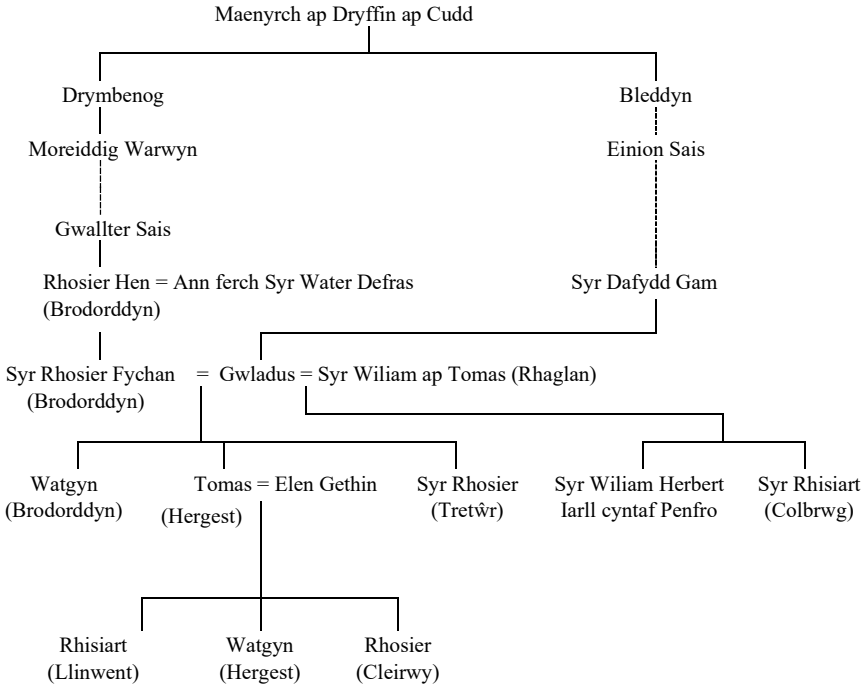 Maenyrch ap Dryffin ap Cudd
Drymbenog Bleddyn
Moreiddig Warwyn Einion Sais
Gwallter Sais
Rhosier Hen = Ann ferch Syr Water Defras Syr Dafydd Gam
(Brodorddyn)
Syr Rhosier Fychan = Gwladus = Syr Wiliam ap Tomas (Rhaglan)
(Brodorddyn)
Watgyn Tomas = Elen Gethin Syr Rhosier Syr Wiliam Herbert Syr Rhisiart
(Brodorddyn) (Hergest) (Tretŵr) Iarll cyntaf Penfro (Colbrwg)
Rhisiart Watgyn Rhosier
(Llinwent) (Hergest) (Cleirwy)